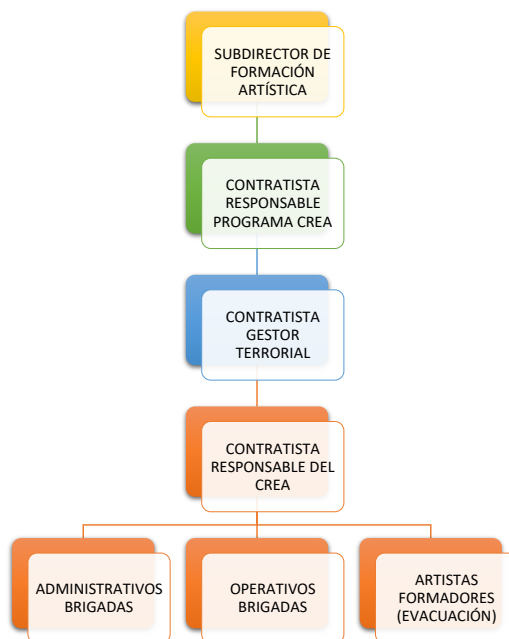 SUBDIRECTOR DE
FORMACIÓN
ARTÍSTICA
CONTRATISTA
RESPONSABLE
PROGRAMA CREA
CONTRATISTA
GESTOR
TERRORIAL
CONTRATISTA
RESPONSABLE DEL
CREA
ADMINISTRATIVOS
BRIGADAS
OPERATIVOS
BRIGADAS
ARTISTAS
FORMADORES
(EVACUACIÓN)